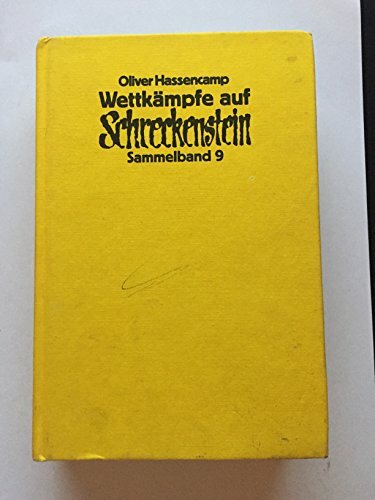 Oliver Hassencamp
Wettkämpfe auf
Schreckenstein
Sammelband 9